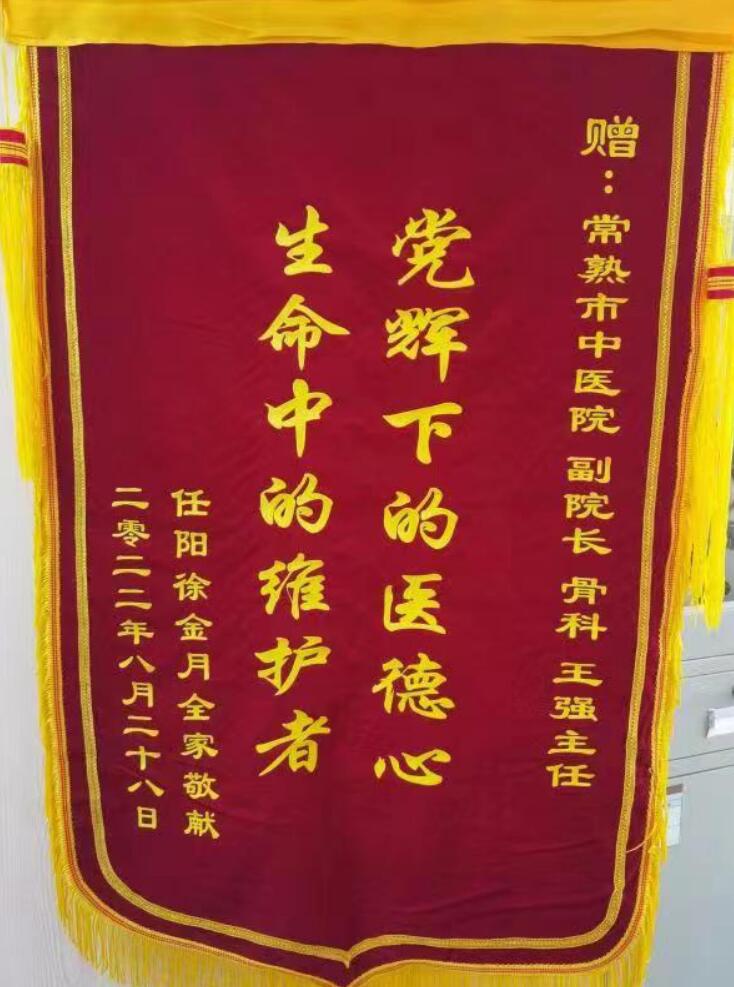 赠：常熟市中医院 副院长 骨科 王强主任
党辉下的医德心
生命中的维护者
任阳徐金月全家敬献
二零二二年八月二十八日